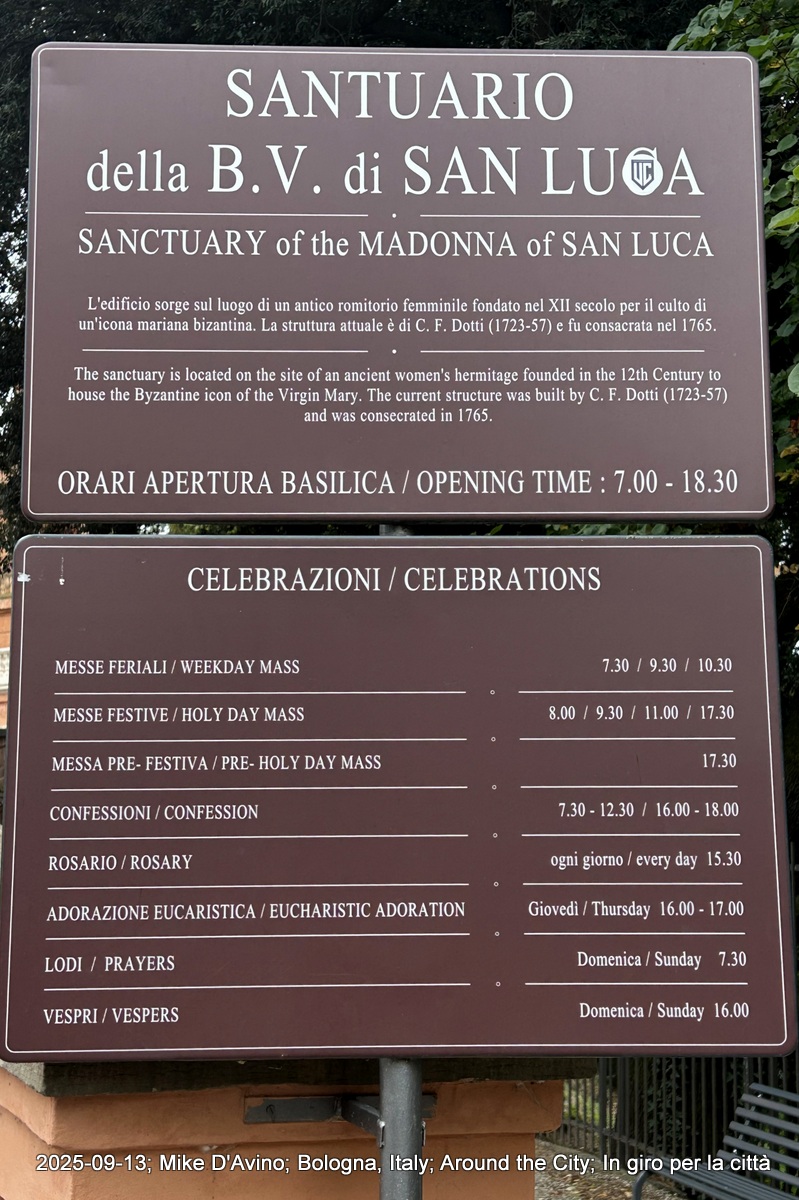 SANTUARIO
della B.V. di SAN LUCA
SANCTUARY of the MADONNA of SAN LUCA
L'edificio sorge sul luogo di un antico romitorio femminile fondato nel XII secolo per il culto di
un'icona mariana bizantina. La struttura attuale è di C. F. Dotti (1723-57) e fu consacrata nel 1765.
The sanctuary is located on the site of an ancient women's hermitage founded in the 12th Century to
house the Byzantine icon of the Virgin Mary. The current structure was built by C. F. Dotti (1723-57)
and was consecrated in 1765.
ORARI APERTURA BASILICA / OPENING TIME : 7.00 - 18.30
CELEBRAZIONI / CELEBRATIONS
MESSE FERIALI / WEEKDAY MASS 7.30 / 9.30 / 10.30
MESSE FESTIVE / HOLY DAY MASS 8.00 / 9.30 / 11.00 / 17.30
MESSA PRE- FESTIVA / PRE- HOLY DAY MASS 17.30
CONFESSIONI / CONFESSION 7.30 - 12.30 / 16.00 - 18.00
ROSARIO / ROSARY ogni giorno / every day 15.30
ADORAZIONE EUCARISTICA / EUCHARISTIC ADORATION Giovedì / Thursday 16.00 - 17.00
LODI / PRAYERS Domenica / Sunday 7.30
VESPRI / VESPERS Domenica / Sunday 16.00
2025-09-13; Mike D'Avino; Bologna, Italy; Around the City; In giro per la città